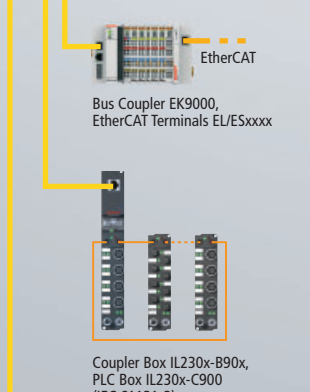 EtherCAT
Bus Coupler EK9000,
EtherCAT Terminals EL/ESxxxx
Coupler Box IL230x-B90x,
PLC Box IL230x-C900